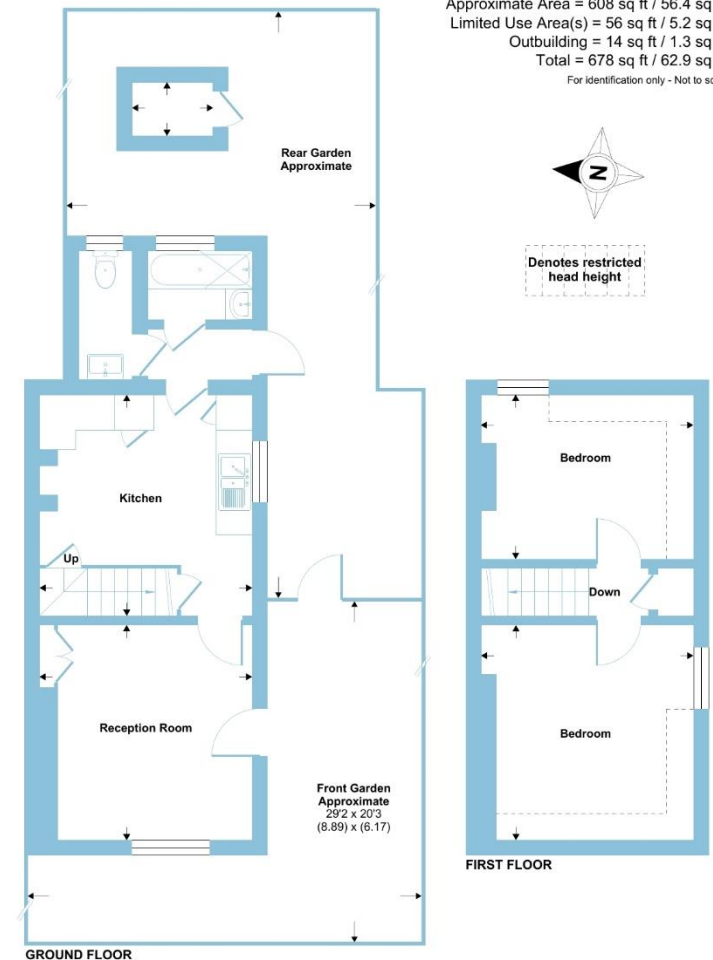 Approximate Area = 608 sq ft / 56.4 sq
Limited Use Area(s) = 56 sq ft / 5.2 sq
Outbuilding = 14 sq ft / 1.3 sq
Total = 678 sq ft / 62.9 sq
For identification only - Not to sc
N
Denotes restricted
head height
Rear Garden
Approximate
Kitchen
Up
Reception Room
Front Garden
Approximate
29'2 x 20'3
(8.89) x (6.17)
GROUND FLOOR
Bedroom
Down
Bedroom
FIRST FLOOR